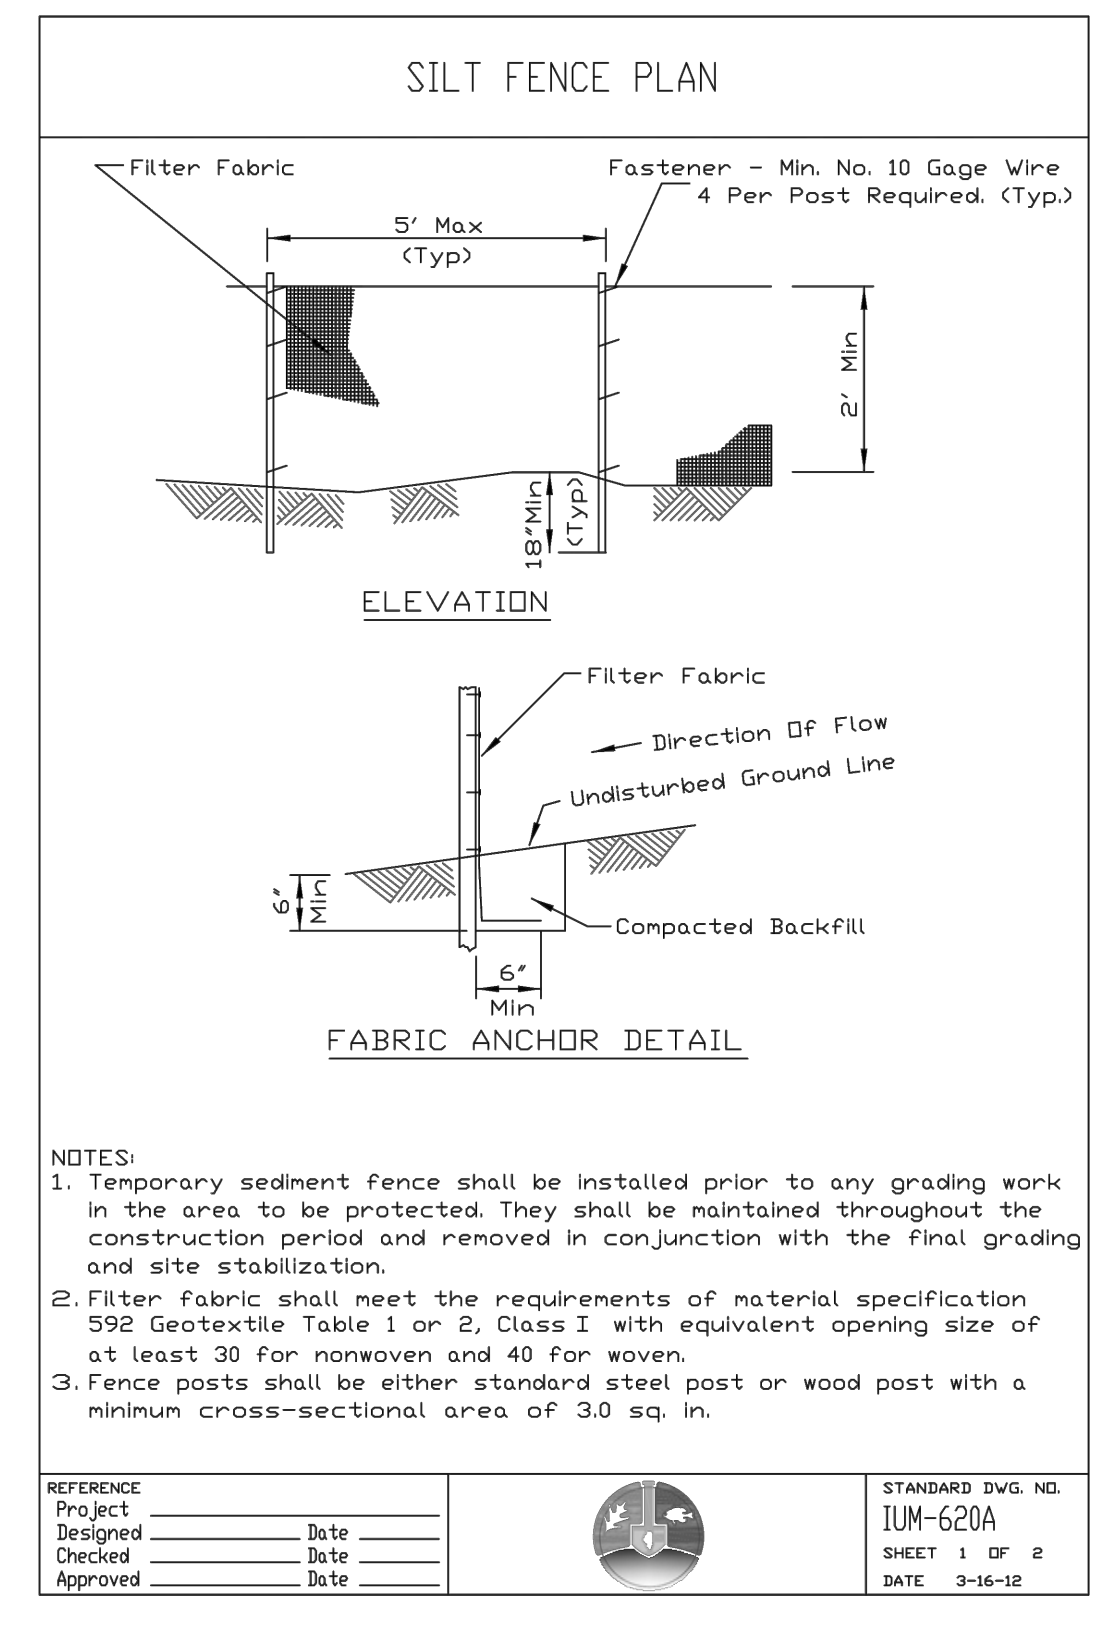 SILT FENCE PLAN
Filter Fabric
Fastener - Min. No. 10 Gage Wire
4 Per Post Required. (Typ.)
5' Max
(Typ)
2' Min
18"Min
(Typ)
ELEVATION
Filter Fabric
Direction Of Flow
Undisturbed Ground Line
6"
Min
Compacted Backfill
6"
Min
FABRIC ANCHOR DETAIL
NOTES:
1. Temporary sediment fence shall be installed prior to any grading work
in the area to be protected. They shall be maintained throughout the
construction period and removed in conjunction with the final grading
and site stabilization.
2. Filter fabric shall meet the requirements of material specification
592 Geotextile Table 1 or 2, Class I with equivalent opening size of
at least 30 for nonwoven and 40 for woven.
3. Fence posts shall be either standard steel post or wood post with a
minimum cross-sectional area of 3.0 sq. in.
REFERENCE
Project
Designed Date
Checked Date
Approved Date
STANDARD DWG. NO.
IUM-620A
SHEET 1 OF 2
DATE 3-16-12